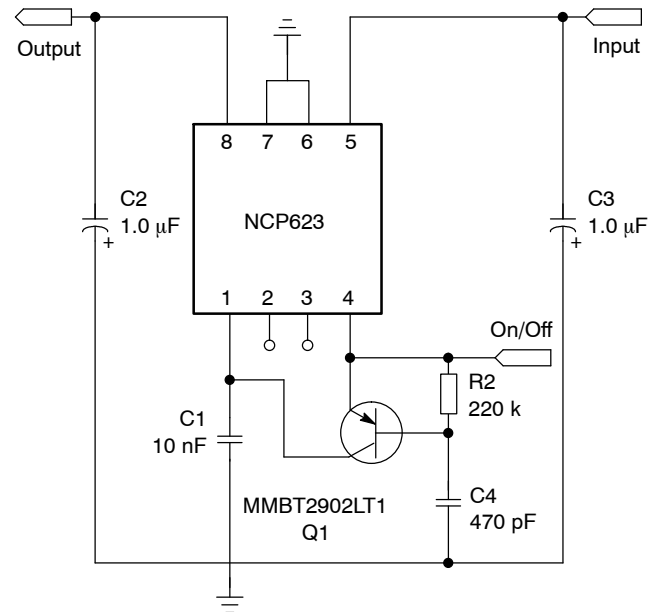 Output
Input
8 7 6 5
NCP623
C2
1.0 μF
+
C3
1.0 μF
+
1 2 3 4
On/Off
R2
220 k
C1
10 nF
C4
470 pF
MMBT2902LT1
Q1